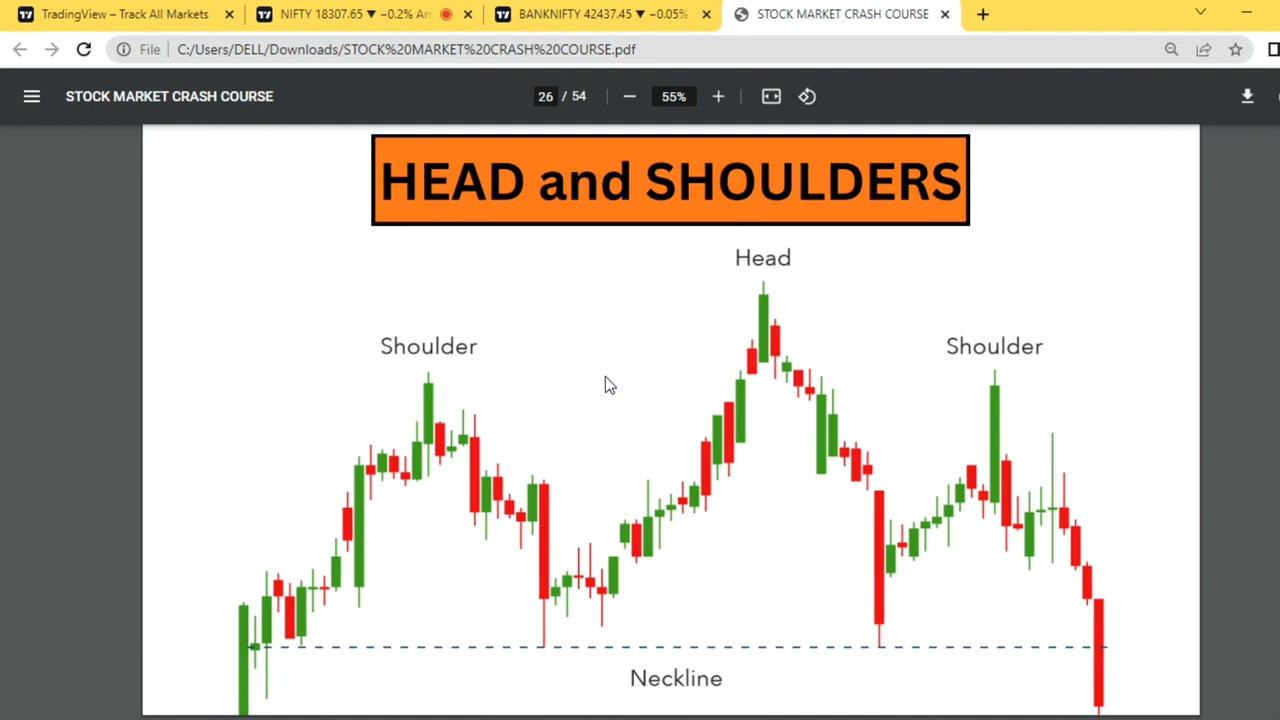 TradingView – Track All Markets
NIFTY 18307.65 ▼ −0.2%
BANKNIFTY 42437.45 ▼ −0.05%
STOCK MARKET CRASH COURSE
File
C:/Users/DELL/Downloads/STOCK%20MARKET%20CRASH%20COURSE.pdf
STOCK MARKET CRASH COURSE
26 / 54
55%
HEAD and SHOULDERS
Head
Shoulder
Shoulder
Neckline